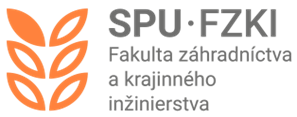 SPU·FZKI
Fakulta záhradníctva
a krajinného
inžinierstva